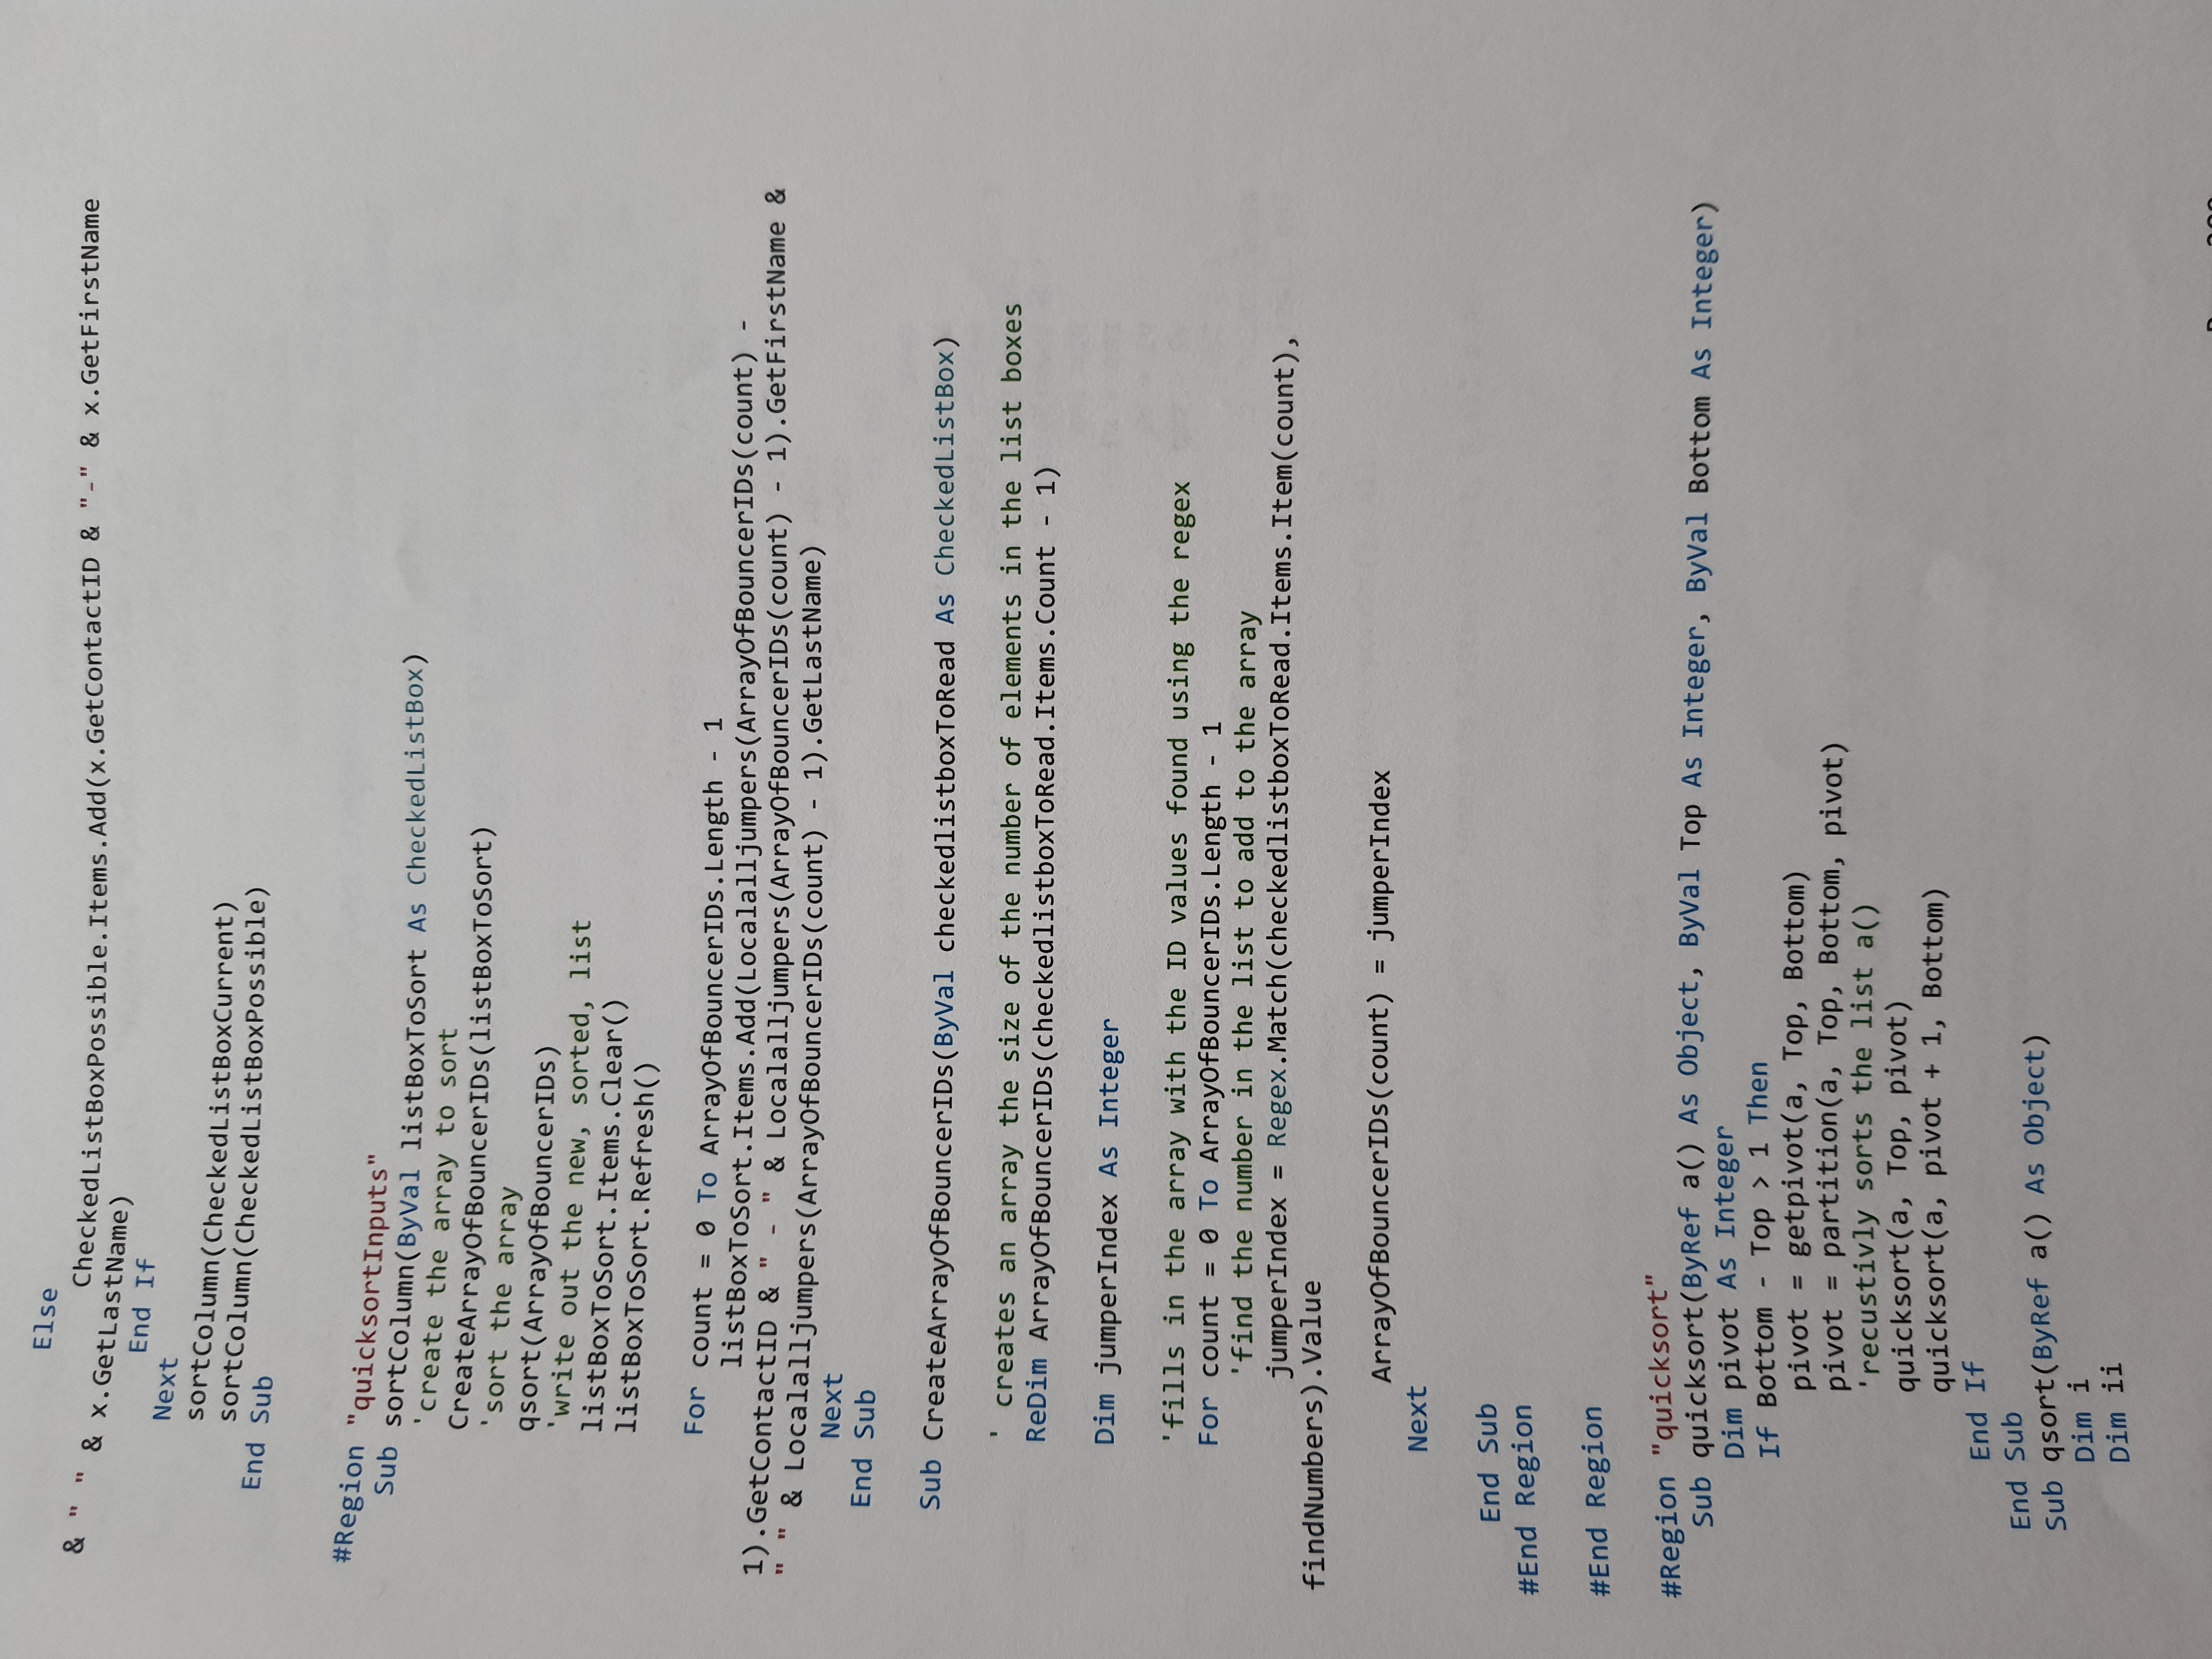 Else
CheckedListBoxPossible.Items.Add(x.GetContactID & "-" & x.GetFirstName
& " " & x.GetLastName)
End If
Next
sortColumn(CheckedListBoxCurrent)
sortColumn(CheckedListBoxPossible)
End Sub
#Region "quicksortInputs"
Sub sortColumn(ByVal listBoxToSort As CheckedListBox)
'create the array to sort
CreateArrayOfBouncerIDs(listBoxToSort)
'sort the array
qsort(ArrayOfBouncerIDs)
'write out the new, sorted, list
listBoxToSort.Items.Clear()
listBoxToSort.Refresh()
For count = 0 To ArrayOfBouncerIDs.Length - 1
listBoxToSort.Items.Add(Localalljumpers(ArrayOfBouncerIDs(count) -
1).GetContactID & " - " & Localalljumpers(ArrayOfBouncerIDs(count) - 1).GetFirstName &
" " & Localalljumpers(ArrayOfBouncerIDs(count) - 1).GetLastName)
Next
End Sub
Sub CreateArrayOfBouncerIDs(ByVal checkedlistboxToRead As CheckedListBox)
' creates an array the size of the number of elements in the list boxes
ReDim ArrayOfBouncerIDs(checkedlistboxToRead.Items.Count - 1)
Dim jumperIndex As Integer
'fills in the array with the ID values found using the regex
For count = 0 To ArrayOfBouncerIDs.Length - 1
'find the number in the list to add to the array
jumperIndex = Regex.Match(checkedlistboxToRead.Items.Item(count),
findNumbers).Value
ArrayOfBouncerIDs(count) = jumperIndex
Next
End Sub
#End Region
#End Region
#Region "quicksort"
Sub quicksort(ByRef a() As Object, ByVal Top As Integer, ByVal Bottom As Integer)
Dim pivot As Integer
If Bottom - Top > 1 Then
pivot = getpivot(a, Top, Bottom)
pivot = partition(a, Top, Bottom, pivot)
'recustivly sorts the list a()
quicksort(a, Top, pivot)
quicksort(a, pivot + 1, Bottom)
End If
End Sub
Sub qsort(ByRef a() As Object)
Dim i
Dim ii